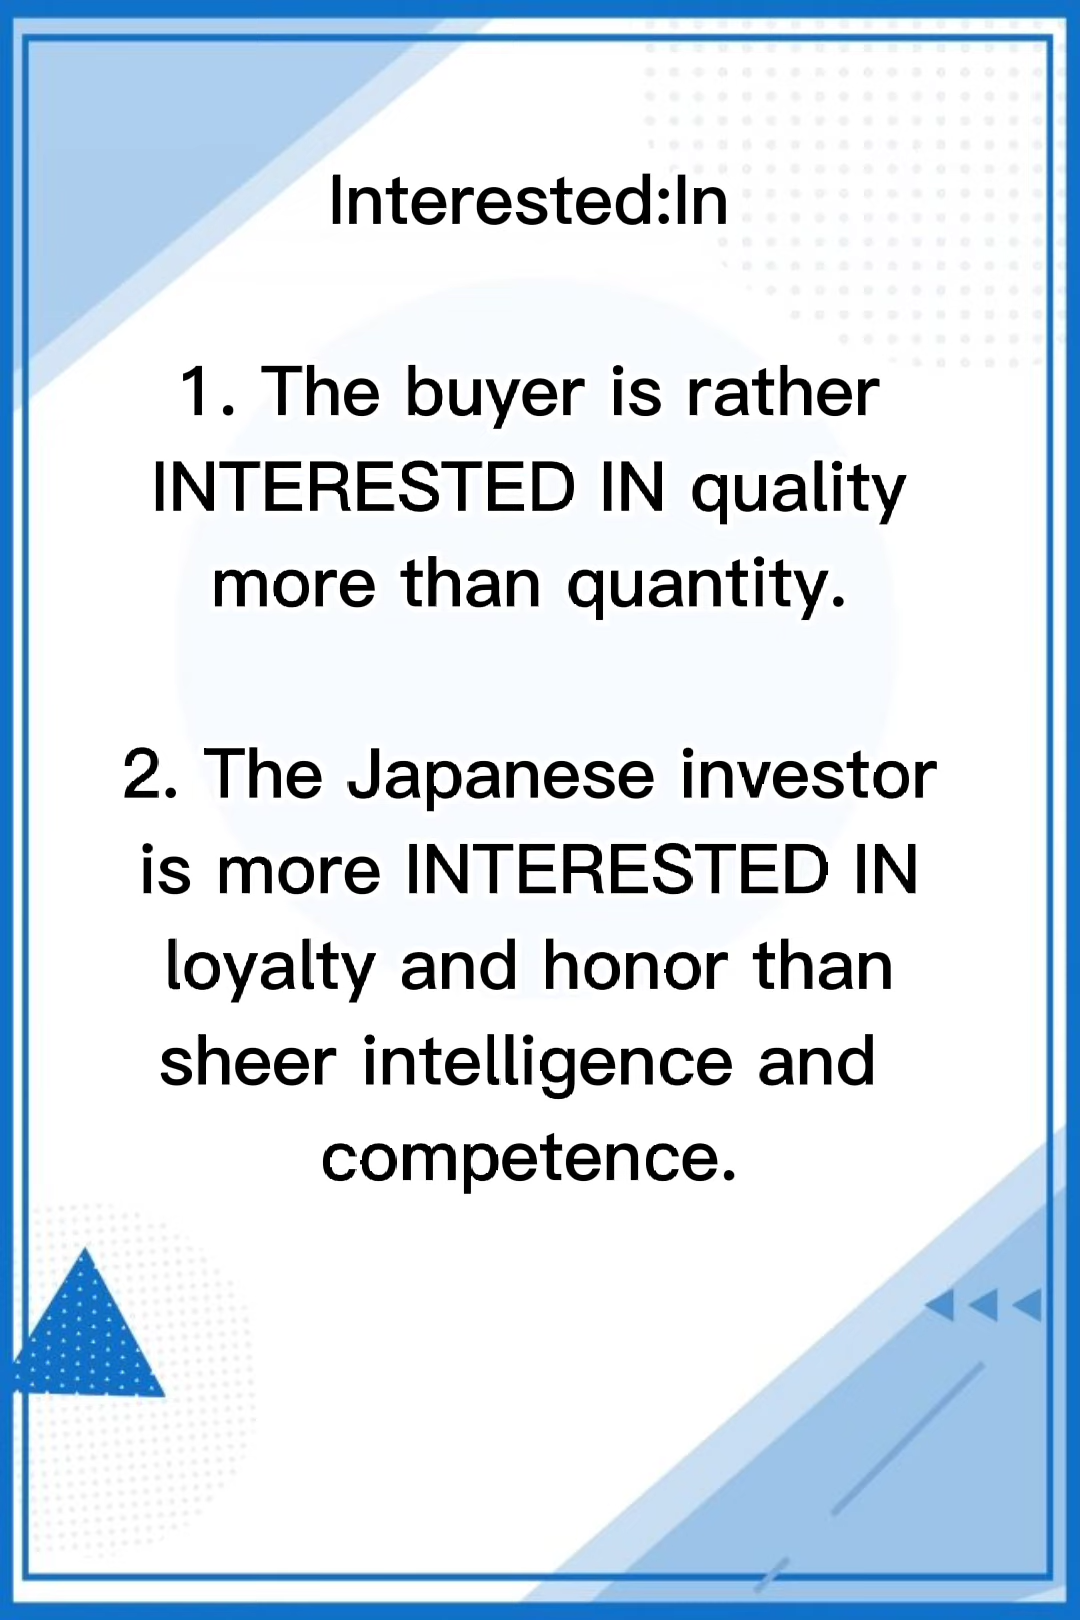 Interested:In
1. The buyer is rather
INTERESTED IN quality
more than quantity.
2. The Japanese investor
is more INTERESTED IN
loyalty and honor than
sheer intelligence and
competence.